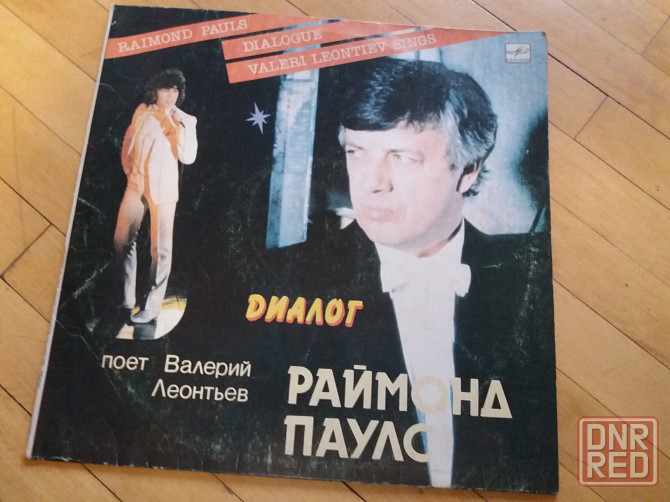 RAIMOND PAULS
DIALOGUE
VALERI LEONTIEV SINGS
ДИАЛОГ
поет Валерий
Леонтьев
РАЙМОНД
ПАУЛС
DNR
RED